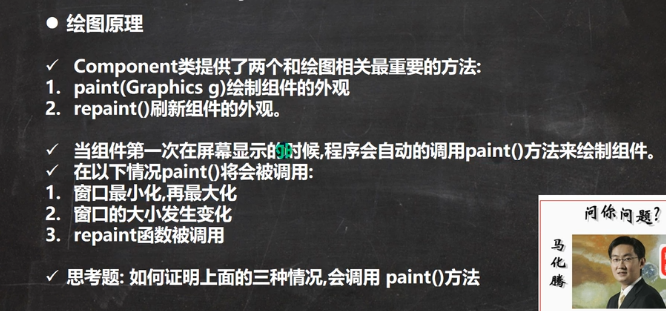 ● 绘图原理
✓ Component类提供了两个和绘图相关最重要的方法:
1. paint(Graphics g)绘制组件的外观
2. repaint()刷新组件的外观。
✓ 当组件第一次在屏幕显示的时候,程序会自动的调用paint()方法来绘制组件。
✓ 在以下情况paint()将会被调用:
1. 窗口最小化,再最大化
2. 窗口的大小发生变化
3. repaint函数被调用
✓ 思考题: 如何证明上面的三种情况,会调用 paint()方法
问你问题?
马化腾